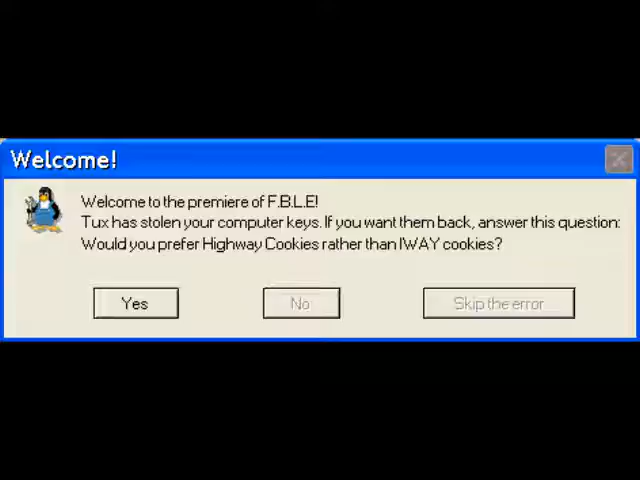 Welcome!
Welcome to the premiere of F.B.L.E!
Tux has stolen your computer keys. If you want them back, answer this question:
Would you prefer Highway Cookies rather than IWAY cookies?
Yes
No
Skip the error